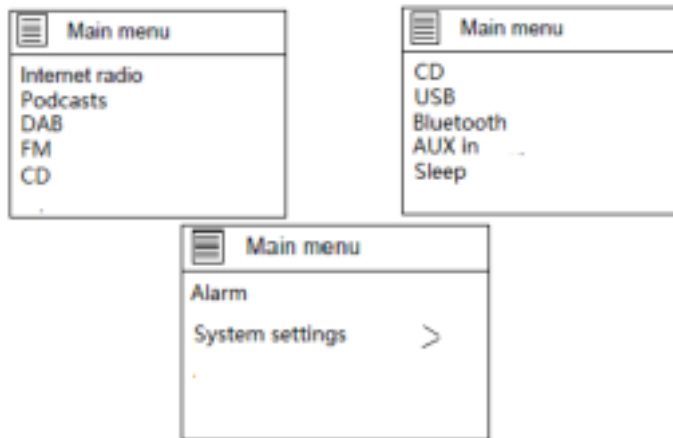 Main menu
Internet radio
Podcasts
DAB
FM
CD
Main menu
CD
USB
Bluetooth
AUX in
Sleep
Main menu
Alarm
System settings >